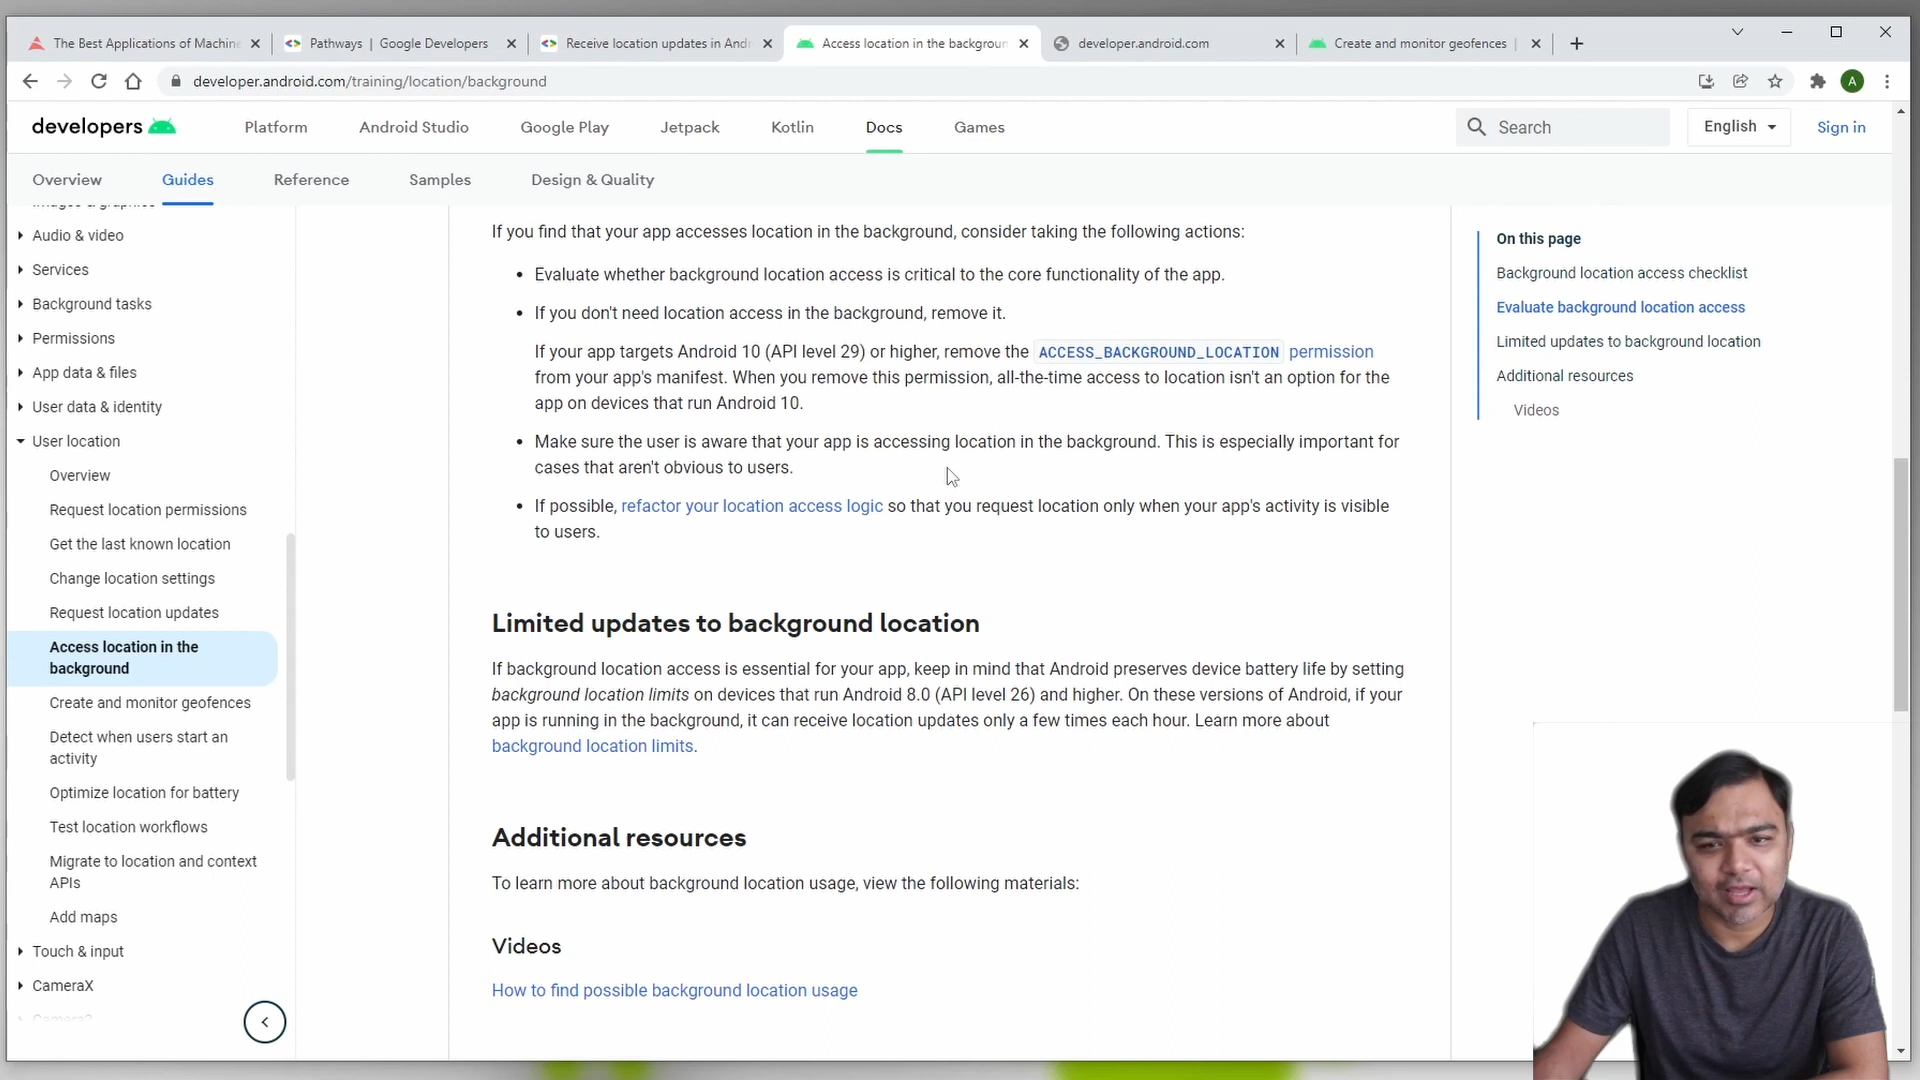 The Best Applications of Machin
Pathways | Google Developers
Receive location updates in Andr
Access location in the backgroun
developer.android.com
Create and monitor geofences |
developer.android.com/training/location/background
A
developers
Platform
Android Studio
Google Play
Jetpack
Kotlin
Docs
Games
Search
English
Sign in
Overview
Guides
Reference
Samples
Design & Quality
Images & graphics
Audio & video
Services
Background tasks
Permissions
App data & files
User data & identity
User location
Overview
Request location permissions
Get the last known location
Change location settings
Request location updates
Access location in the
background
Create and monitor geofences
Detect when users start an
activity
Optimize location for battery
Test location workflows
Migrate to location and context
APIs
Add maps
Touch & input
CameraX
Camera2
If you find that your app accesses location in the background, consider taking the following actions:
• Evaluate whether background location access is critical to the core functionality of the app.
• If you don't need location access in the background, remove it.
If your app targets Android 10 (API level 29) or higher, remove the ACCESS_BACKGROUND_LOCATION permission
from your app's manifest. When you remove this permission, all-the-time access to location isn't an option for the
app on devices that run Android 10.
• Make sure the user is aware that your app is accessing location in the background. This is especially important for
cases that aren't obvious to users.
• If possible, refactor your location access logic so that you request location only when your app's activity is visible
to users.
Limited updates to background location
If background location access is essential for your app, keep in mind that Android preserves device battery life by setting
background location limits on devices that run Android 8.0 (API level 26) and higher. On these versions of Android, if your
app is running in the background, it can receive location updates only a few times each hour. Learn more about
background location limits.
Additional resources
To learn more about background location usage, view the following materials:
Videos
How to find possible background location usage
On this page
Background location access checklist
Evaluate background location access
Limited updates to background location
Additional resources
Videos